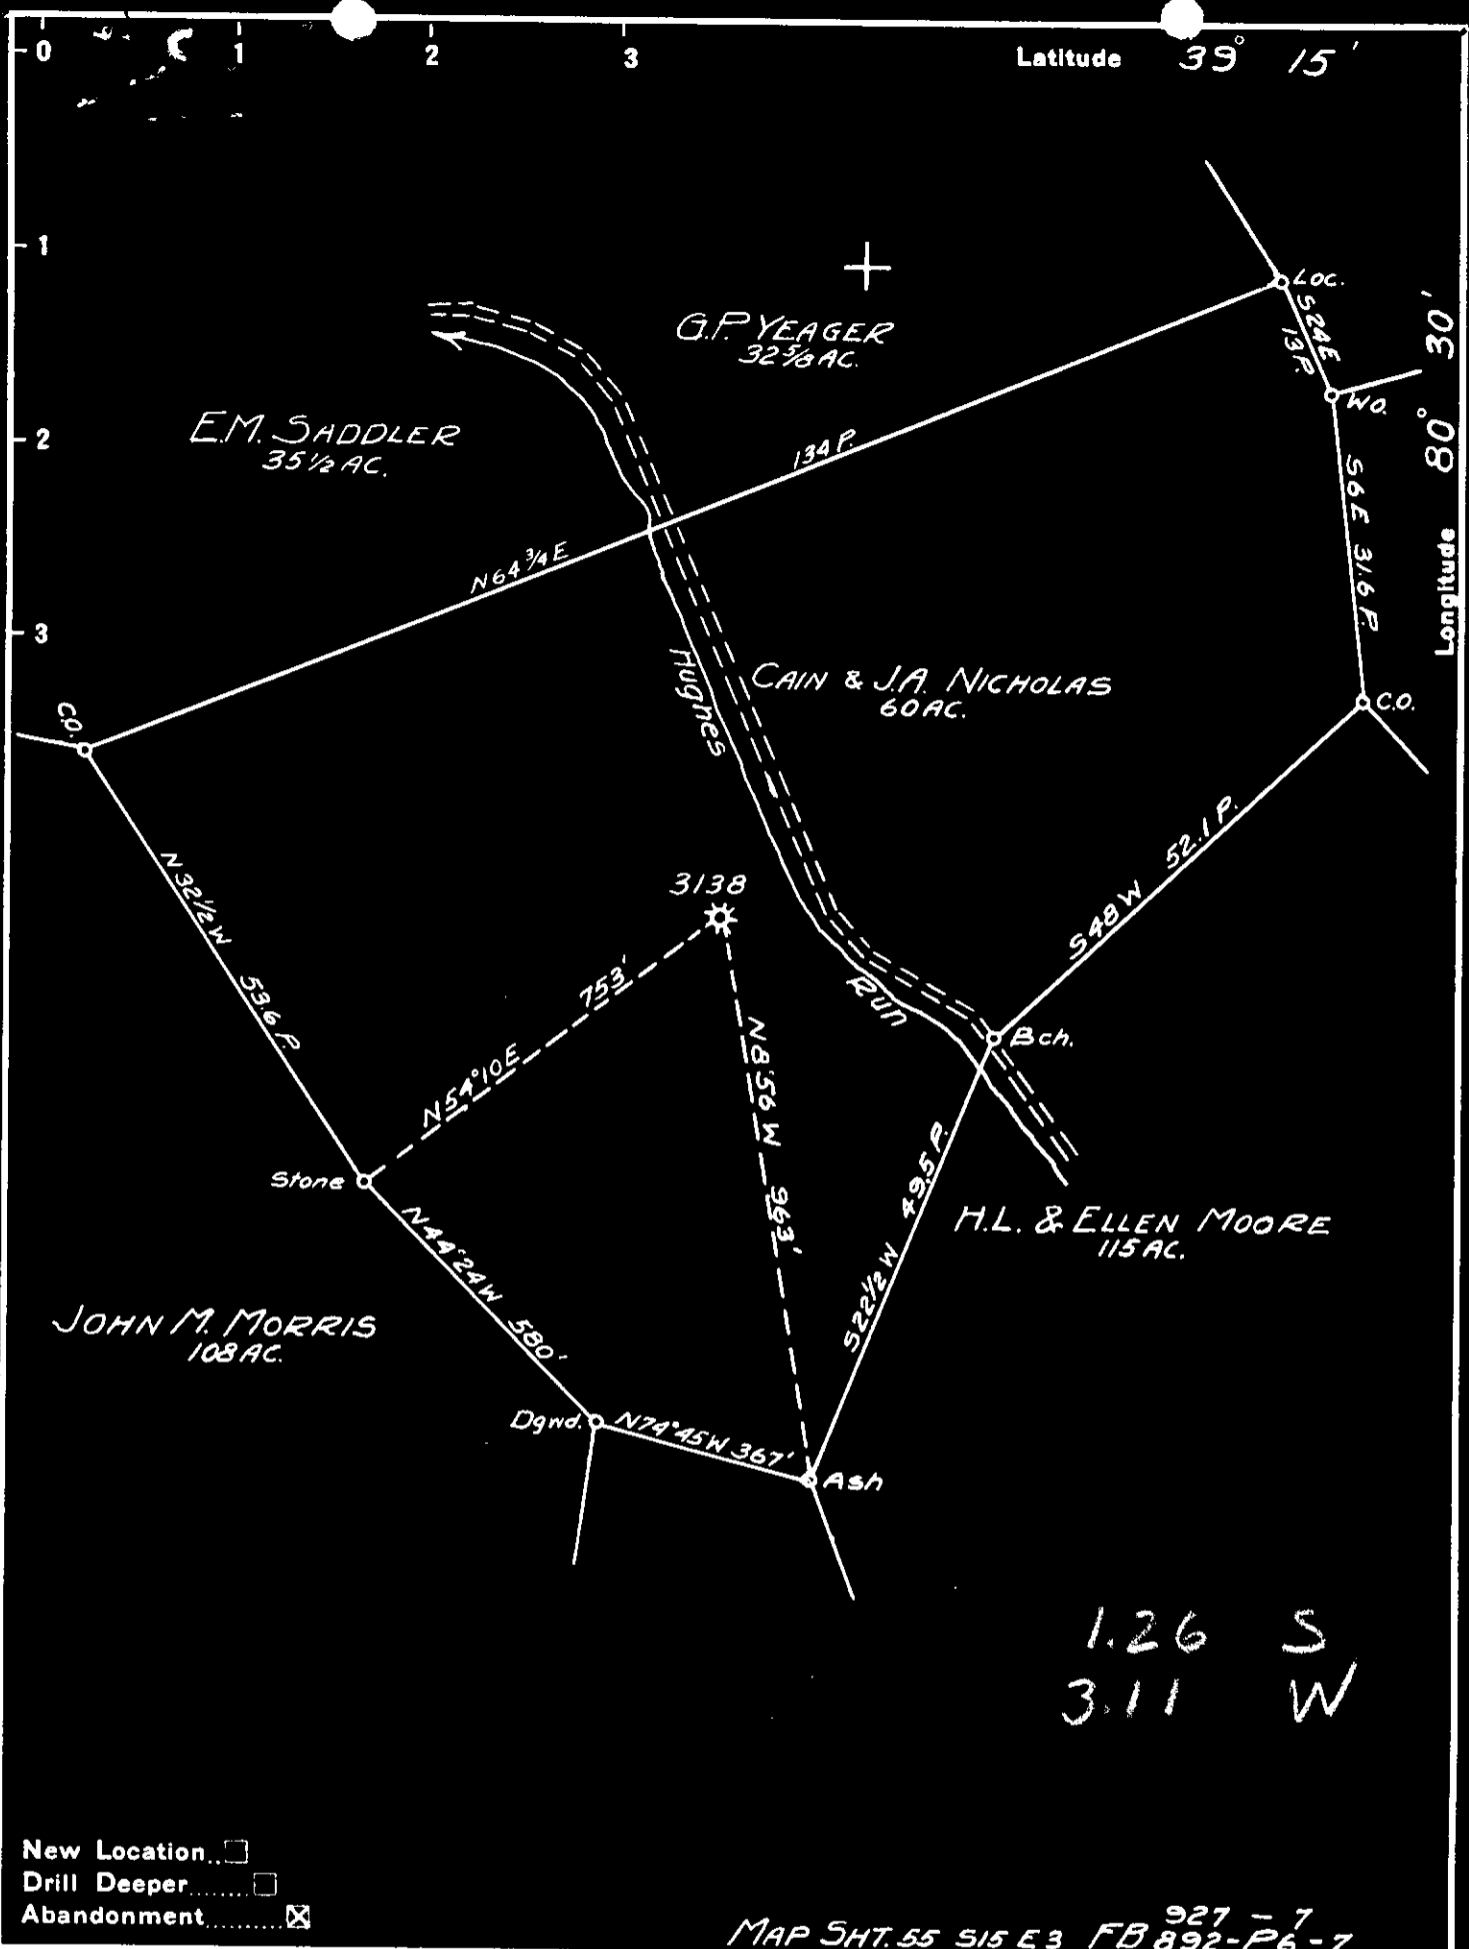 0 1 2 3 Latitude 39° 15'
1
2
3
Longitude 80° 30'
LOC.
S24E
13P.
G.P. YEAGER
32 5/8 AC.
W.O.
E.M. SADDLER
35 1/2 AC.
134 P.
S6E 31.6 P.
N64 3/4 E
CAIN & J.A. NICHOLAS
60 AC.
Hughes
C.O.
C.O.
52.1 P.
S48W
N32 1/2 W 53.6 P.
3138
753'
N54°10E
Run
Bch.
N8°56W 963'
49.5 P.
S22 1/2 W
Stone
H.L. & ELLEN MOORE
115 AC.
N44°24W 580'
JOHN M. MORRIS
108 AC.
Dgwd.
N74°45W 367'
Ash
1.26 S
3.11 W
New Location
Drill Deeper
Abandonment
927 - 7
MAP SHT. 55 S15 E3 FB 892-P6-7